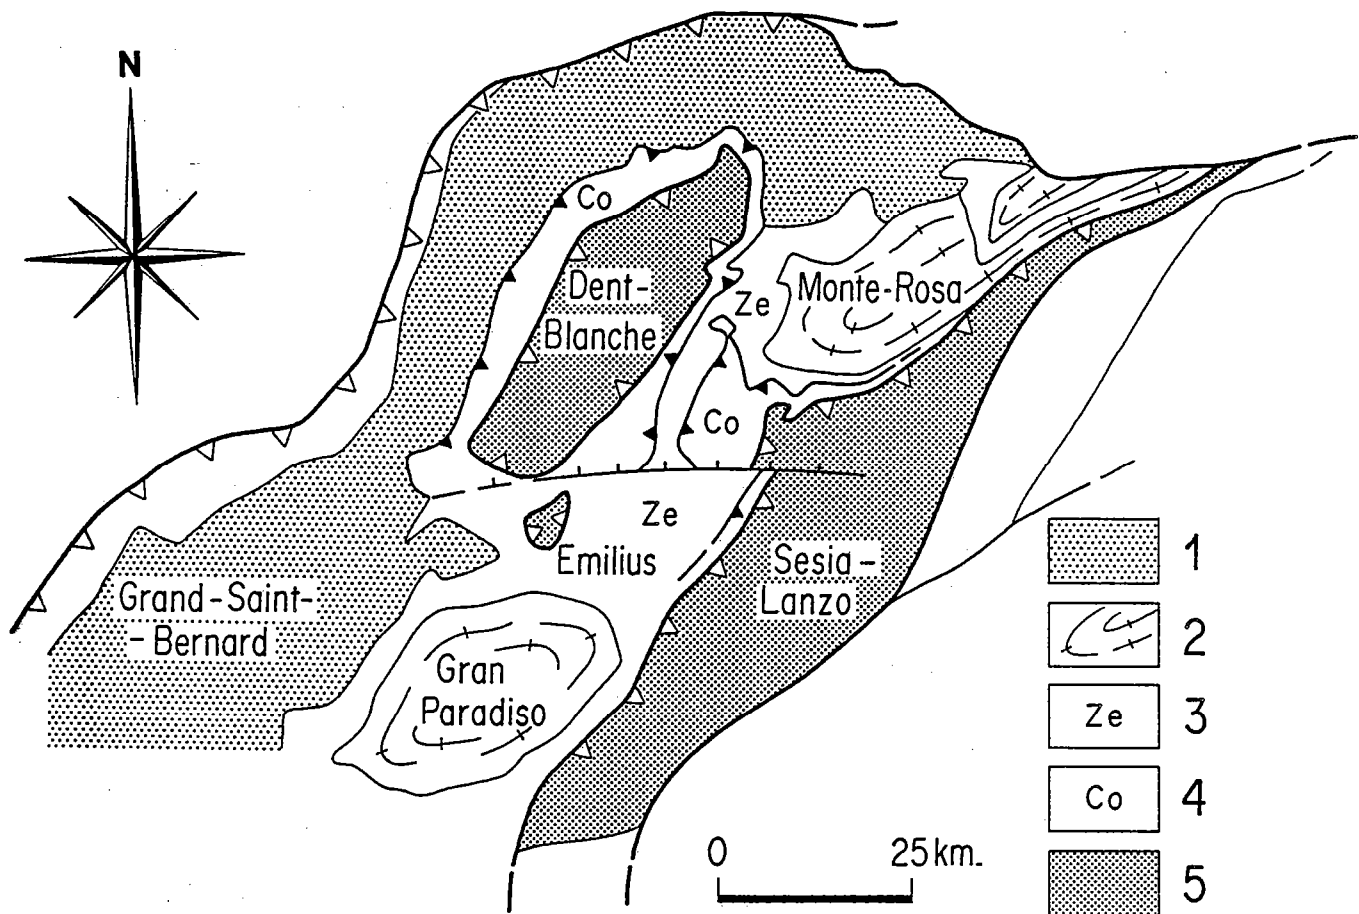 N
Co
Dent-
Blanche
Ze
Monte-Rosa
Co
Ze
Emilius
Sesia-
Lanzo
Grand-Saint-
-Bernard
Gran
Paradiso
0 25 km.
1
2
Ze 3
Co 4
5